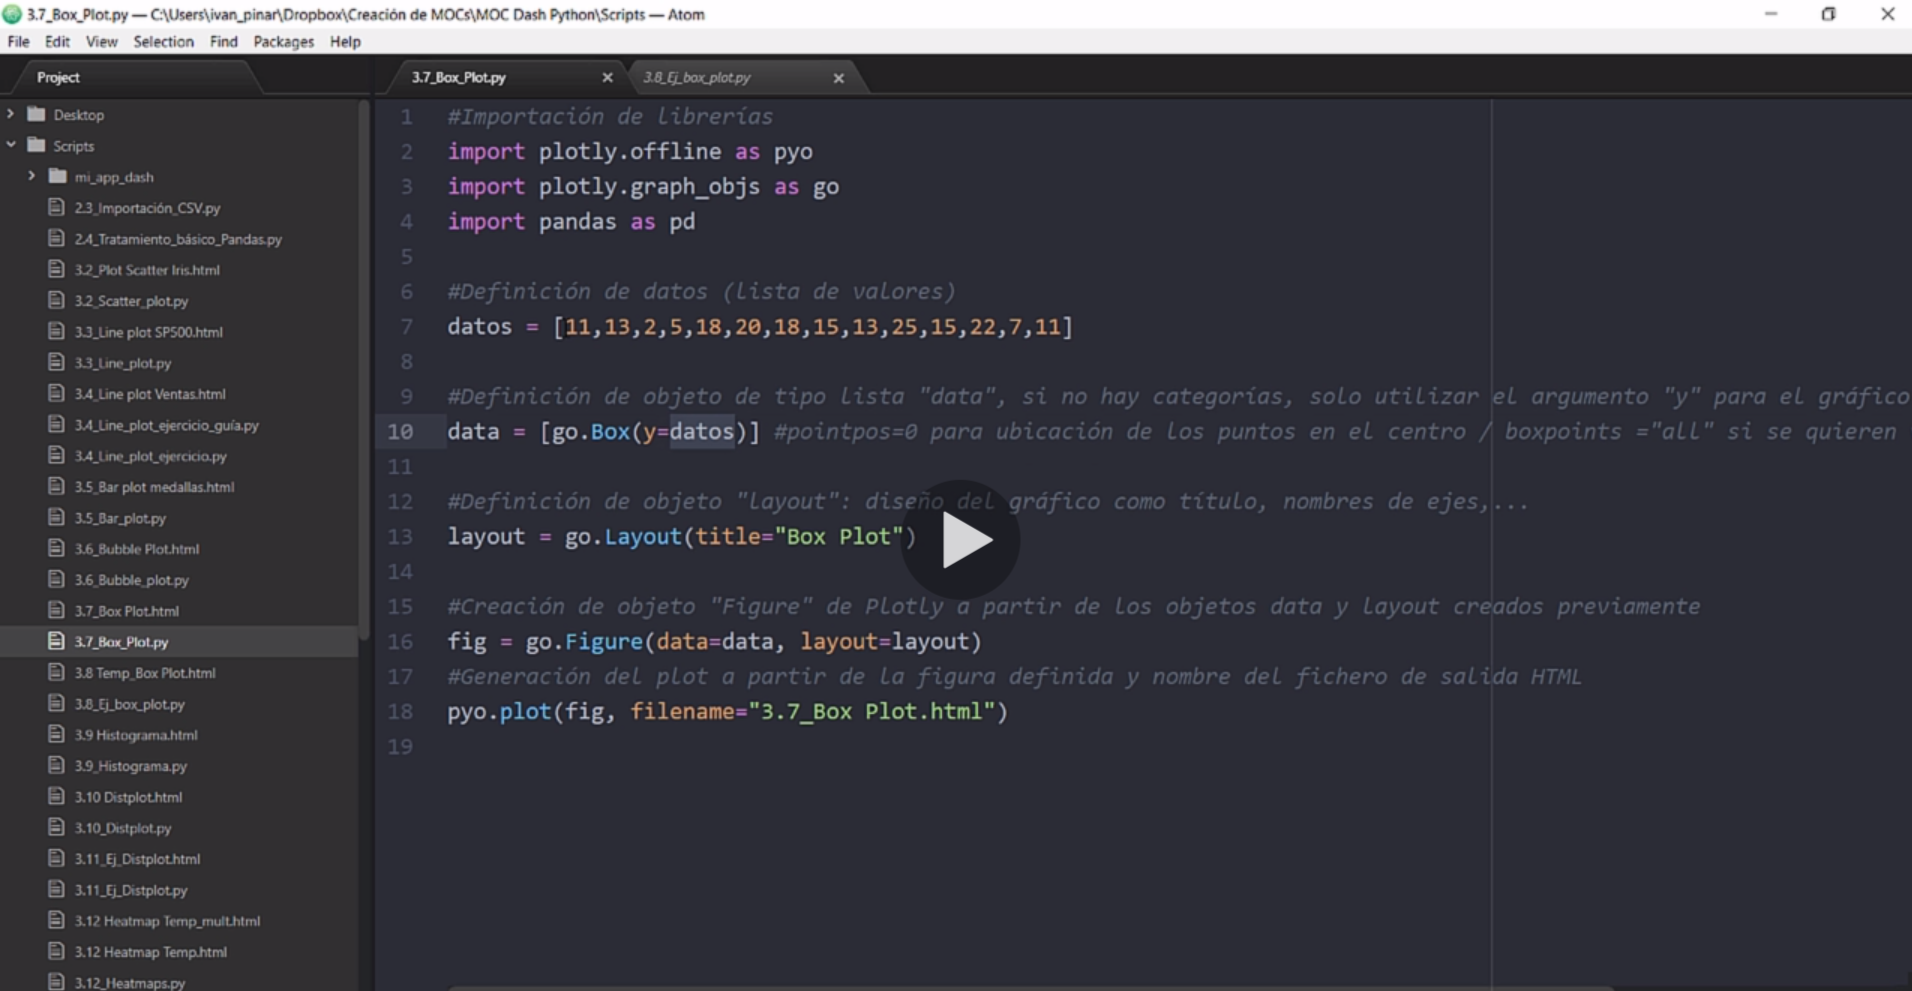 3.7_Box_Plot.py — C:\Users\ivan_pinar\Dropbox\Creación de MOCs\MOC Dash Python\Scripts — Atom
File Edit View Selection Find Packages Help
Project
Desktop
Scripts
mi_app_dash
2.3_Importación_CSV.py
2.4_Tratamiento_básico_Pandas.py
3.2_Plot Scatter Iris.html
3.2_Scatter_plot.py
3.3_Line plot SP500.html
3.3_Line_plot.py
3.4_Line plot Ventas.html
3.4_Line_plot_ejercicio_guía.py
3.4_Line_plot_ejercicio.py
3.5_Bar plot medallas.html
3.5_Bar_plot.py
3.6_Bubble Plot.html
3.6_Bubble_plot.py
3.7_Box Plot.html
3.7_Box_Plot.py
3.8 Temp_Box Plot.html
3.8_Ej_box_plot.py
3.9 Histograma.html
3.9_Histograma.py
3.10 Distplot.html
3.10_Distplot.py
3.11_Ej_Distplot.html
3.11_Ej_Distplot.py
3.12 Heatmap Temp_mult.html
3.12 Heatmap Temp.html
3.12_Heatmaps.py
3.7_Box_Plot.py 3.8_Ej_box_plot.py
1 #Importación de librerías
2 import plotly.offline as pyo
3 import plotly.graph_objs as go
4 import pandas as pd
5
6 #Definición de datos (lista de valores)
7 datos = [11,13,2,5,18,20,18,15,13,25,15,22,7,11]
8
9 #Definición de objeto de tipo lista "data", si no hay categorías, solo utilizar el argumento "y" para el gráfico
10 data = [go.Box(y=datos)] #pointpos=0 para ubicación de los puntos en el centro / boxpoints ="all" si se quieren
11
12 #Definición de objeto "layout": diseño del gráfico como título, nombres de ejes,...
13 layout = go.Layout(title="Box Plot")
14
15 #Creación de objeto "Figure" de Plotly a partir de los objetos data y layout creados previamente
16 fig = go.Figure(data=data, layout=layout)
17 #Generación del plot a partir de la figura definida y nombre del fichero de salida HTML
18 pyo.plot(fig, filename="3.7_Box Plot.html")
19